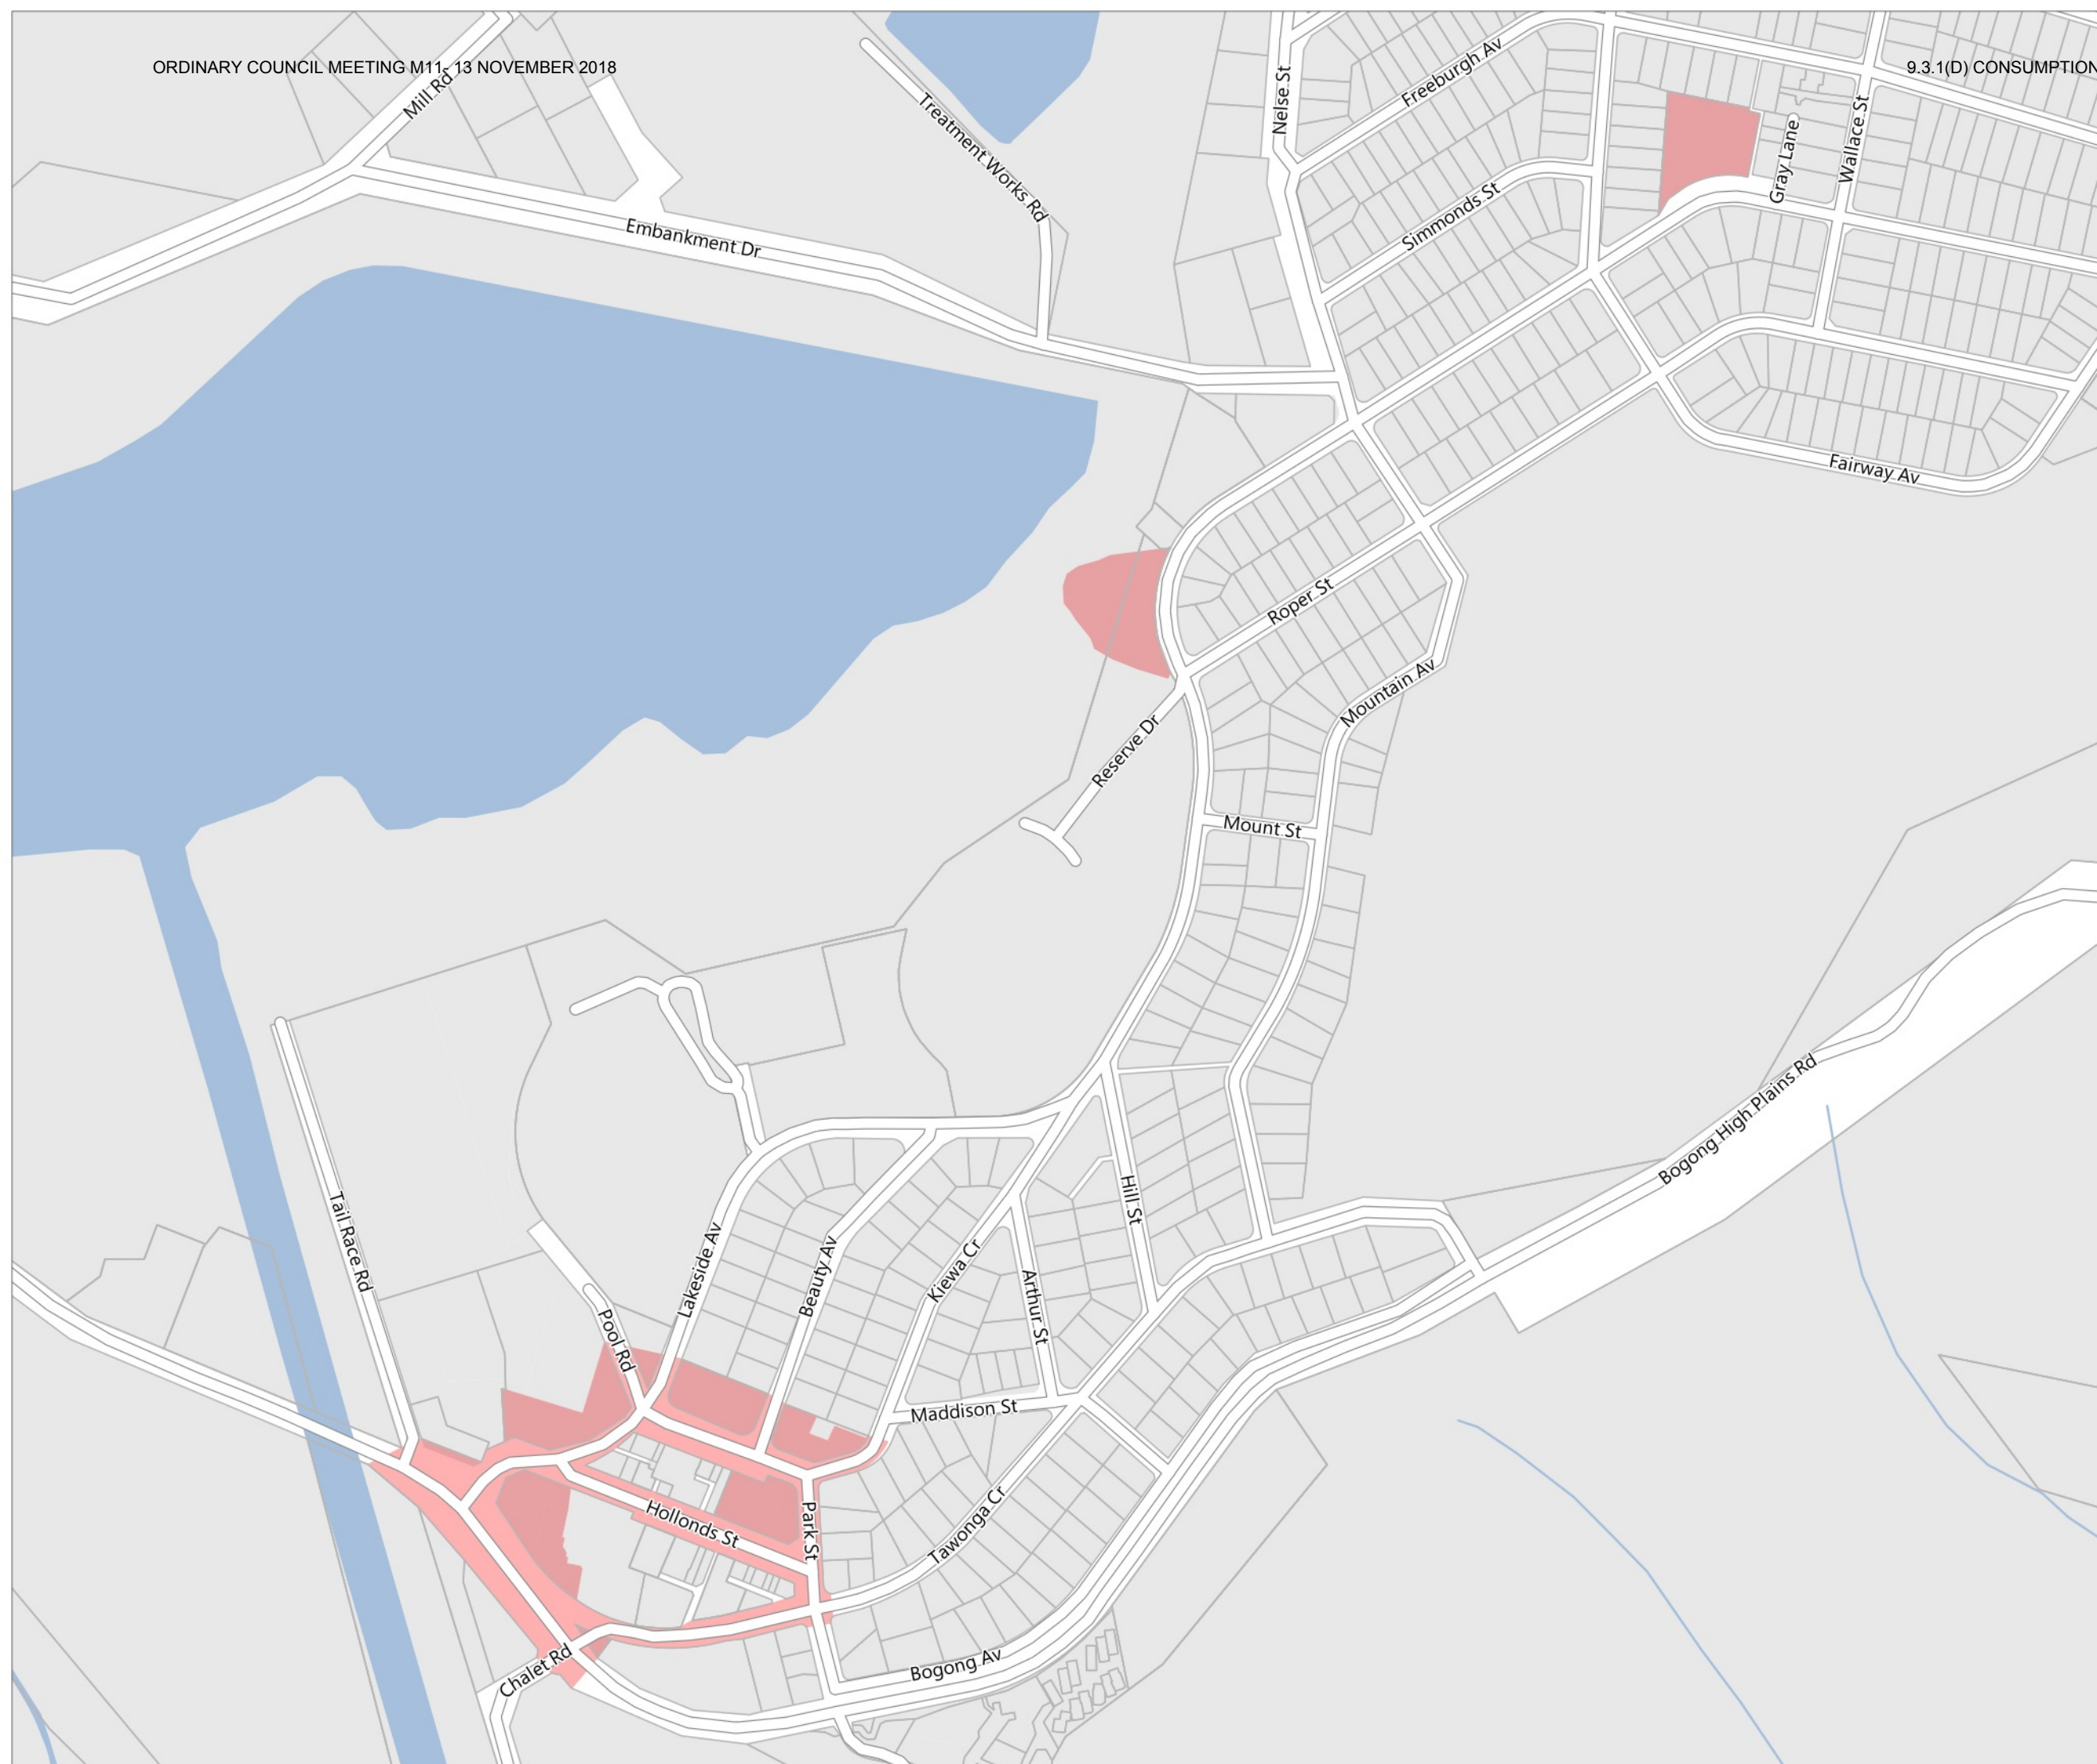 ORDINARY COUNCIL MEETING M11- 13 NOVEMBER 2018
9.3.1(D) CONSUMPTION
Mill Rd
Treatment Works Rd
Nelse St
Freeburgh Av
Gray Lane
Wallace St
Embankment Dr
Simmonds St
Fairway Av
Roper St
Mountain Av
Reserve Dr
Mount St
Bogong High Plains Rd
Tail Race Rd
Lakeside Av
Beauty Av
Kiewa Cr
Hill St
Arthur St
Pool Rd
Maddison St
Hollonds St
Park St
Tawonga Cr
Chalet Rd
Bogong Av